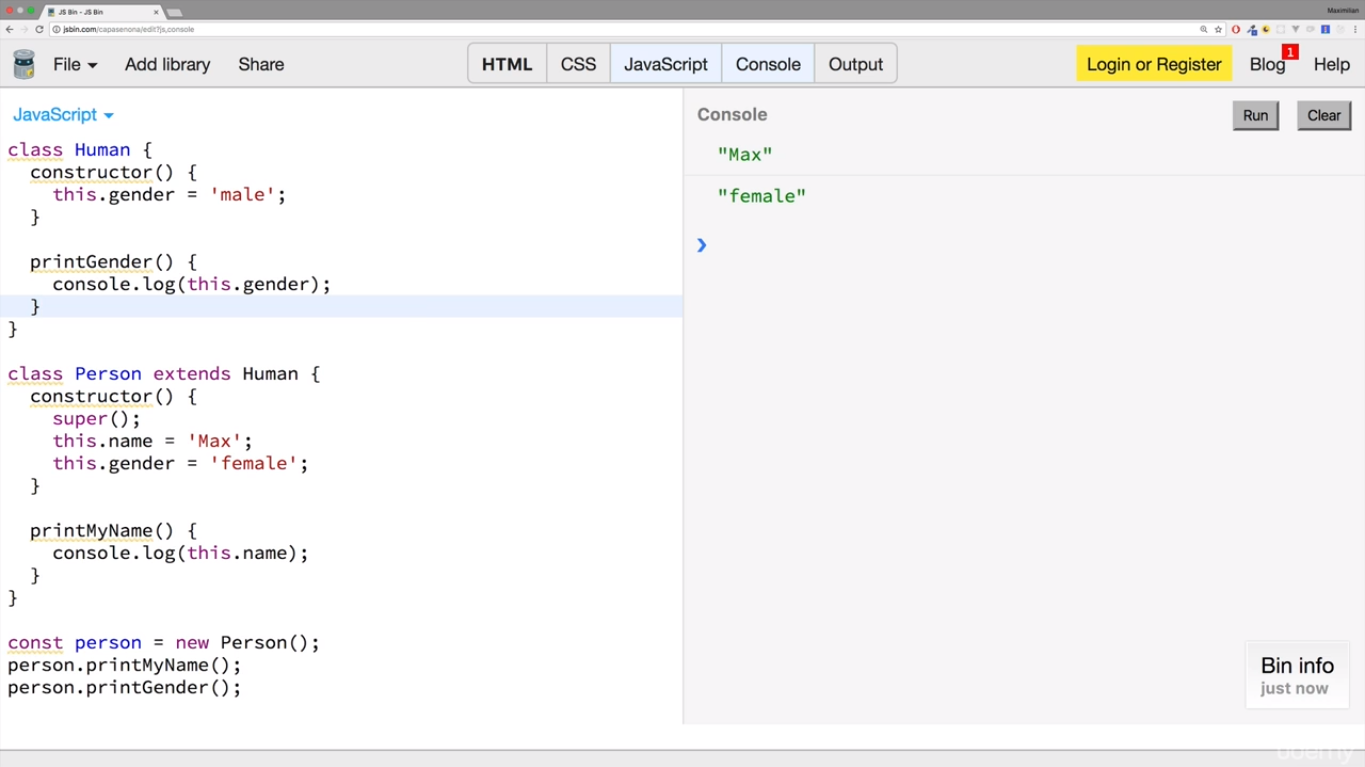 JS Bin - JS Bin
Maximilian
jsbin.com/capasenona/edit?js,console
File
Add library
Share
HTML
CSS
JavaScript
Console
Output
Login or Register
Blog
1
Help
JavaScript
class Human {
  constructor() {
    this.gender = 'male';
  }

  printGender() {
    console.log(this.gender);
  }
}

class Person extends Human {
  constructor() {
    super();
    this.name = 'Max';
    this.gender = 'female';
  }

  printMyName() {
    console.log(this.name);
  }
}

const person = new Person();
person.printMyName();
person.printGender();
Console
Run
Clear
"Max"
"female"
Bin info
just now
udemy